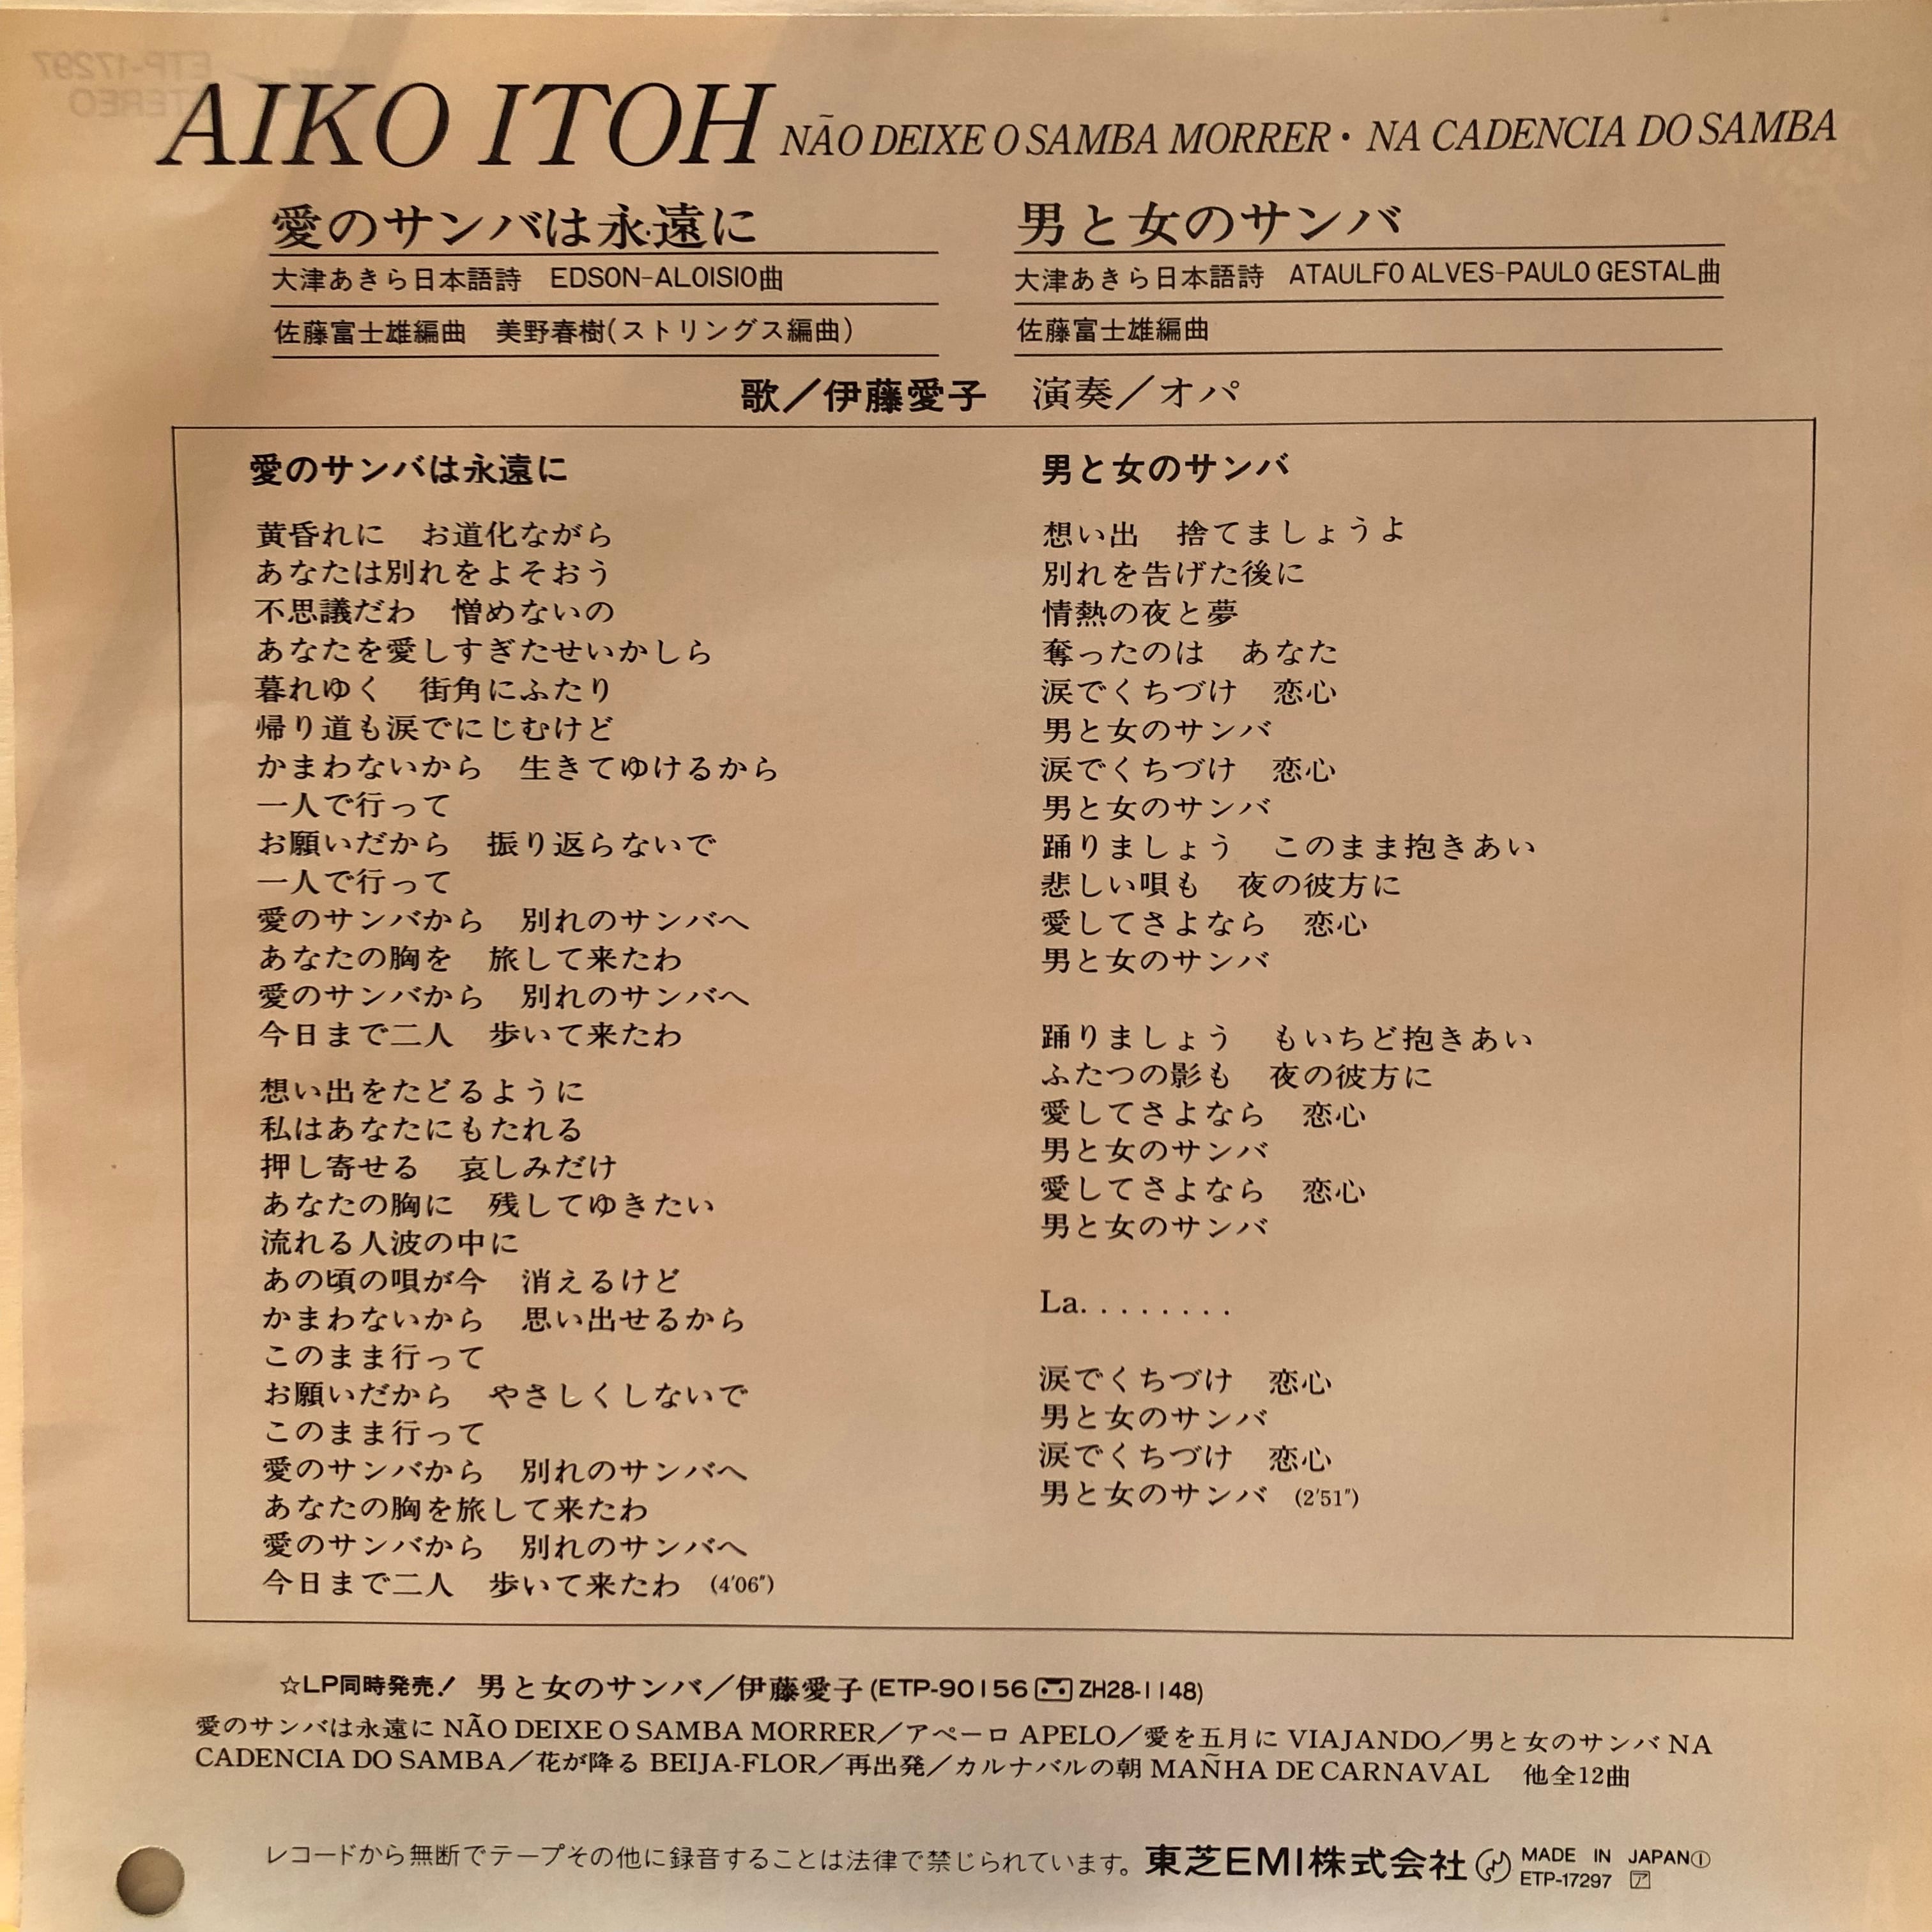 AIKO ITOH NÃO DEIXE O SAMBA MORRER・NA CADENCIA DO SAMBA
愛のサンバは永遠に
大津あきら日本語詩　EDSON-ALOISIO曲
佐藤富士雄編曲　美野春樹(ストリングス編曲)
男と女のサンバ
大津あきら日本語詩　ATAULFO ALVES-PAULO GESTAL曲
佐藤富士雄編曲
歌／伊藤愛子　演奏／オパ
愛のサンバは永遠に
黄昏れに　お道化ながら
あなたは別れをよそおう
不思議だわ　憎めないの
あなたを愛しすぎたせいかしら
暮れゆく　街角にふたり
帰り道も涙でにじむけど
かまわないから　生きてゆけるから
一人で行って
お願いだから　振り返らないで
一人で行って
愛のサンバから　別れのサンバへ
あなたの胸を　旅して来たわ
愛のサンバから　別れのサンバへ
今日まで二人　歩いて来たわ
想い出をたどるように
私はあなたにもたれる
押し寄せる　哀しみだけ
あなたの胸に　残してゆきたい
流れる人波の中に
あの頃の唄が今　消えるけど
かまわないから　思い出せるから
このまま行って
お願いだから　やさしくしないで
このまま行って
愛のサンバから　別れのサンバへ
あなたの胸を旅して来たわ
愛のサンバから　別れのサンバへ
今日まで二人　歩いて来たわ　(4′06″)
男と女のサンバ
想い出　捨てましょうよ
別れを告げた後に
情熱の夜と夢
奪ったのは　あなた
涙でくちづけ　恋心
男と女のサンバ
涙でくちづけ　恋心
男と女のサンバ
踊りましょう　このまま抱きあい
悲しい唄も　夜の彼方に
愛してさよなら　恋心
男と女のサンバ
踊りましょう　もいちど抱きあい
ふたつの影も　夜の彼方に
愛してさよなら　恋心
男と女のサンバ
愛してさよなら　恋心
男と女のサンバ
La. . . . . . . .
涙でくちづけ　恋心
男と女のサンバ
涙でくちづけ　恋心
男と女のサンバ　(2′51″)
☆LP同時発売！ 男と女のサンバ／伊藤愛子(ETP-90156 ZH28-1148)
愛のサンバは永遠に NÃO DEIXE O SAMBA MORRER／アペーロ APELO／愛を五月に VIAJANDO／男と女のサンバ NA
CADENCIA DO SAMBA／花が降る BEIJA-FLOR／再出発／カルナバルの朝 MAÑHA DE CARNAVAL　他全12曲
レコードから無断でテープその他に録音することは法律で禁じられています。 東芝EMI株式会社 MADE IN JAPAN①
ETP-17297 ア